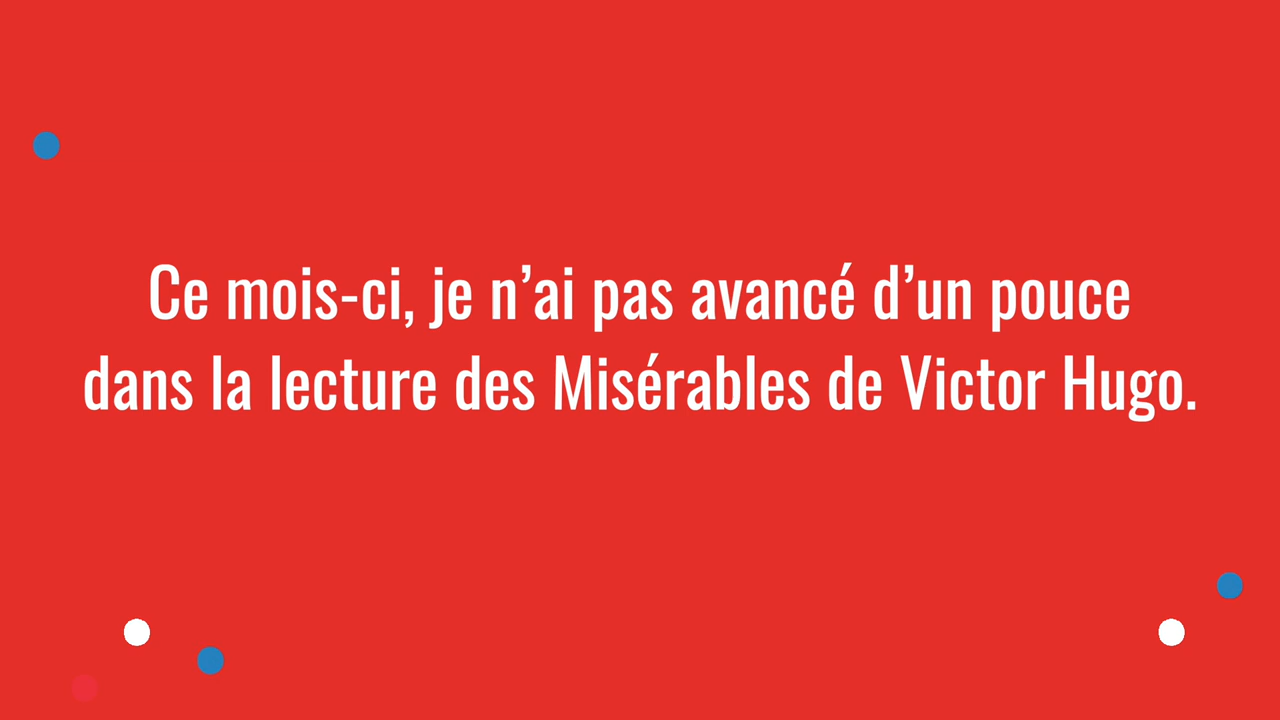 Ce mois-ci, je n’ai pas avancé d’un pouce
dans la lecture des Misérables de Victor Hugo.